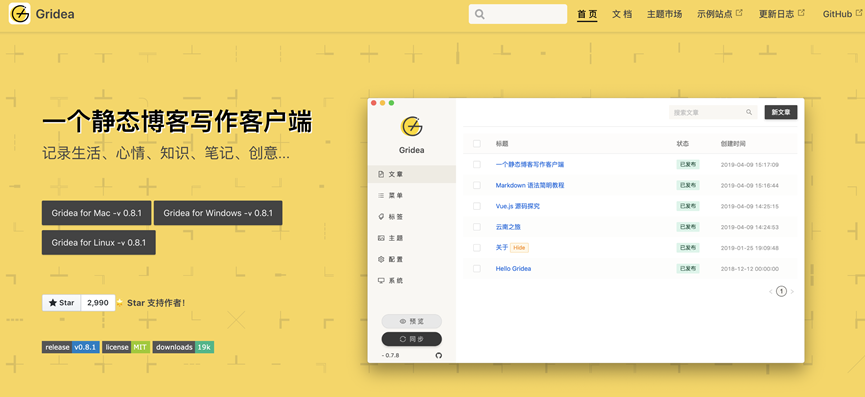 Gridea
首 页 文 档 主题市场 示例站点 更新日志 GitHub
一个静态博客写作客户端
记录生活、心情、知识、笔记、创意...
Gridea for Mac -v 0.8.1
Gridea for Windows -v 0.8.1
Gridea for Linux -v 0.8.1
Star 2,990 Star 支持作者！
release v0.8.1 license MIT downloads 19k
Gridea
文 章
菜 单
标 签
主 题
配 置
系 统
预 览
同 步
- 0.7.8
搜索文章 新文章
标题 状态 创建时间
一个静态博客写作客户端 已发布 2019-04-09 15:17:09
Markdown 语法简明教程 已发布 2019-04-09 15:16:44
Vue.js 源码探究 已发布 2019-04-09 14:25:15
云南之旅 已发布 2019-04-09 14:24:53
关于 Hide 已发布 2019-01-25 19:09:48
Hello Gridea 已发布 2018-12-12 00:00:00
1